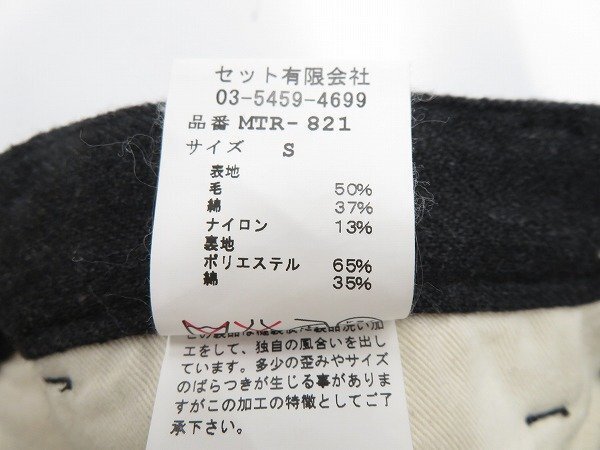 セット有限会社
03-5459-4699
品番 MTR-821
サイズ S
表地
毛 50%
綿 37%
ナイロン 13%
裏地
ポリエステル 65%
綿 35%
洗い加
工をして、独自の風合いを出し
ています。多少の歪みやサイズ
のばらつきが生じる事がありま
すがこの加工の特徴としてご了
承下さい。